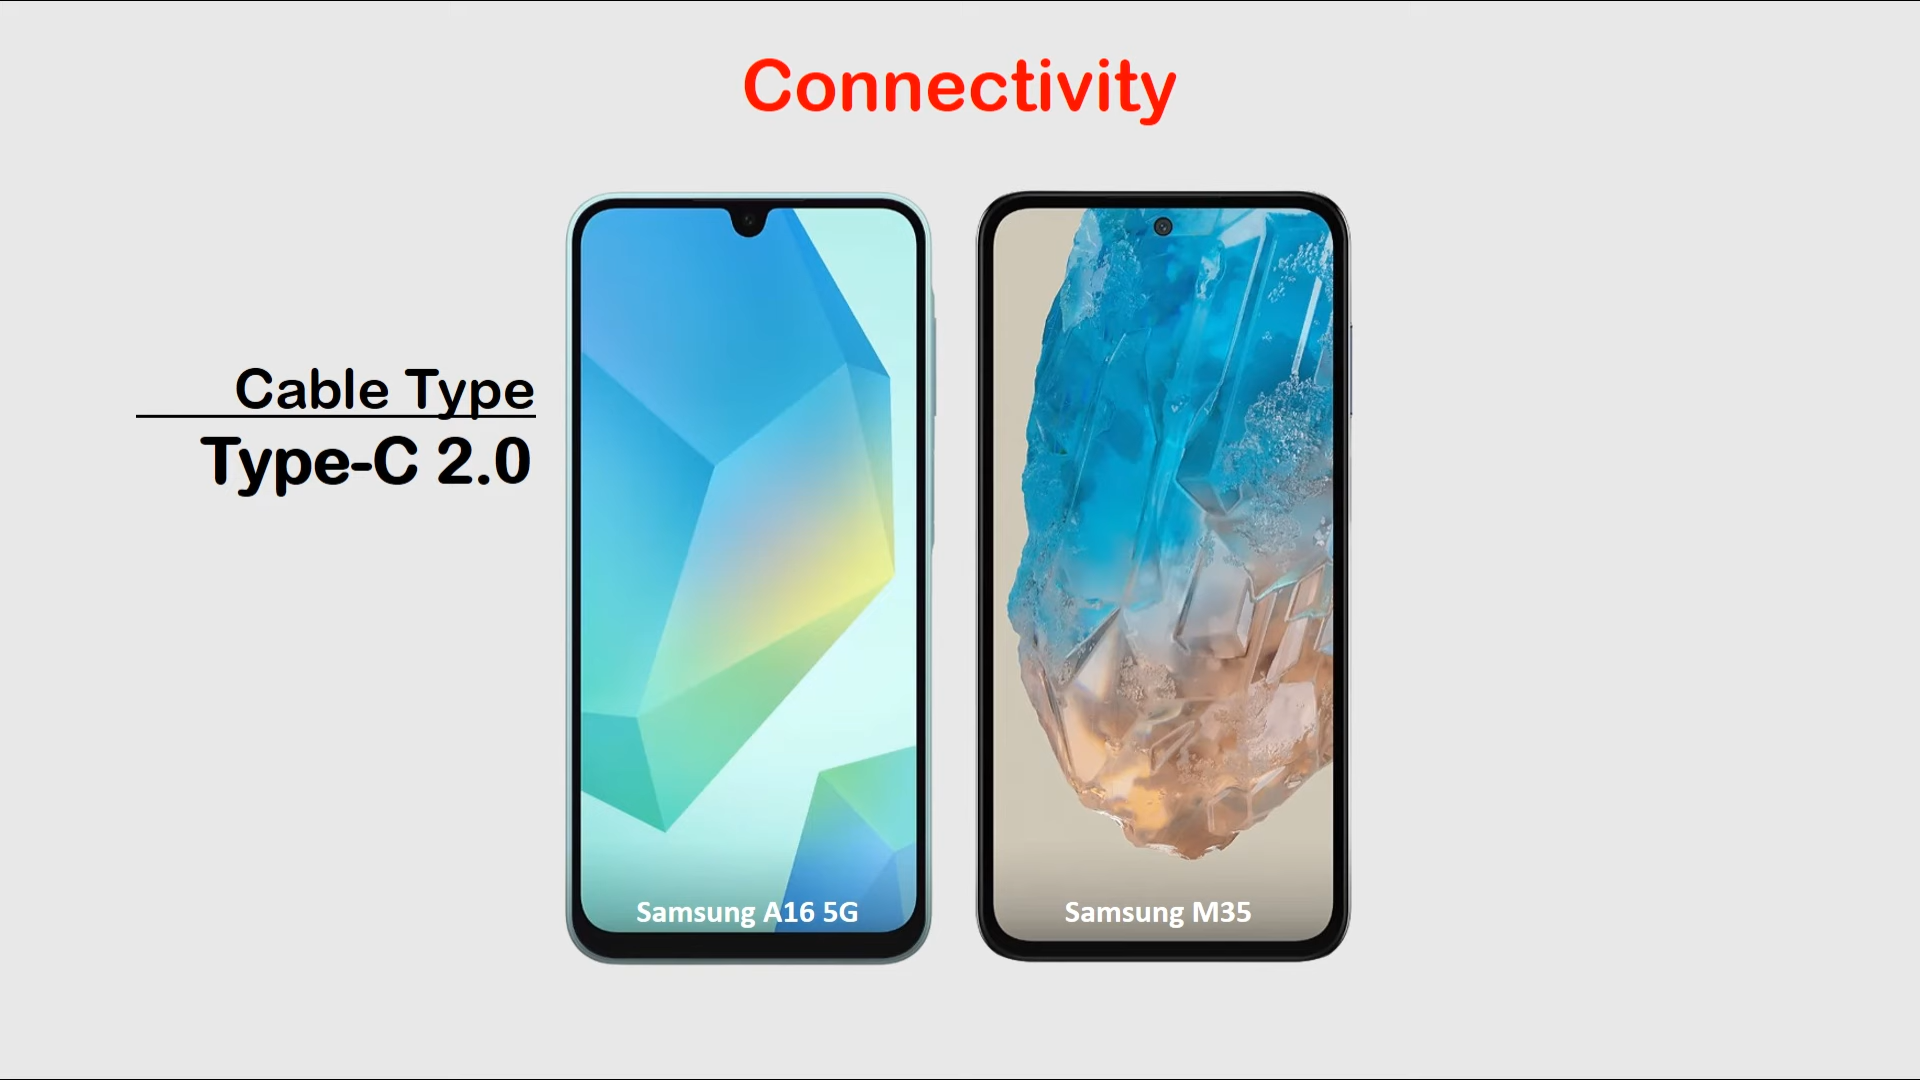 Connectivity
Cable Type
Type-C 2.0
Samsung A16 5G
Samsung M35